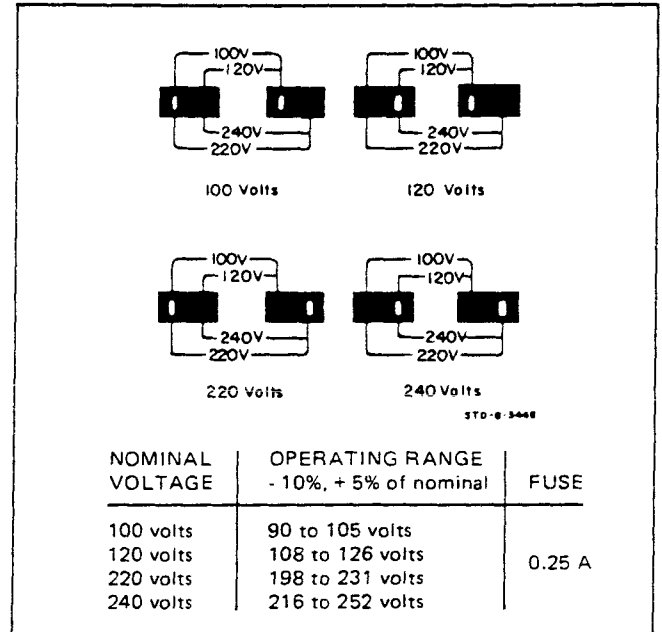 100V 100V
120V 120V
240V 240V
220V 220V
100 Volts 120 Volts
100V 100V
120V 120V
240V 240V
220V 220V
220 Volts 240 Volts
STD-8-3448
NOMINAL OPERATING RANGE
VOLTAGE - 10%, + 5% of nominal FUSE
100 volts 90 to 105 volts
120 volts 108 to 126 volts
0.25 A
220 volts 198 to 231 volts
240 volts 216 to 252 volts